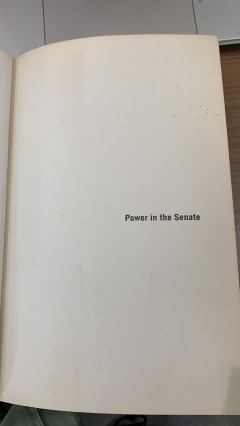 Power in the Senate